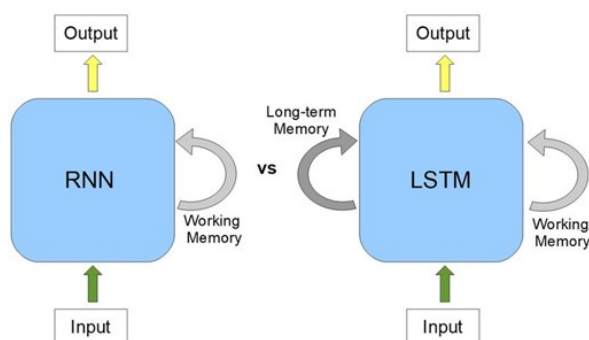 Output
RNN
Working
Memory
Input
vs
Output
Long-term
Memory
LSTM
Working
Memory
Input